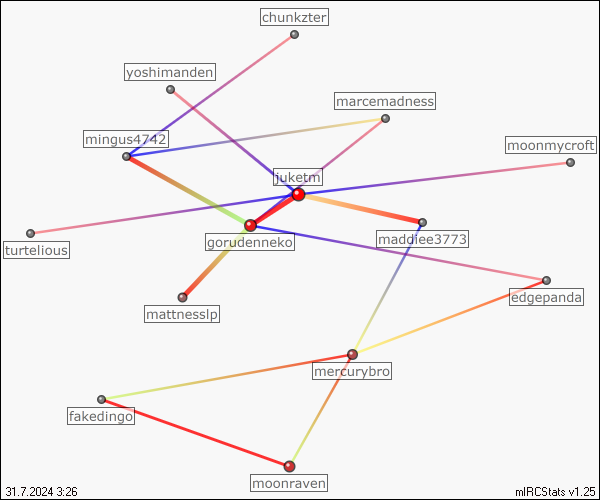 chunkzter
yoshimanden
marcemadness
mingus4742
moonmycroft
juketm
gorudenneko
maddiee3773
turtelious
edgepanda
mattnesslp
mercurybro
fakedingo
moonraven
31.7.2024 3:26
mIRCStats v1.25